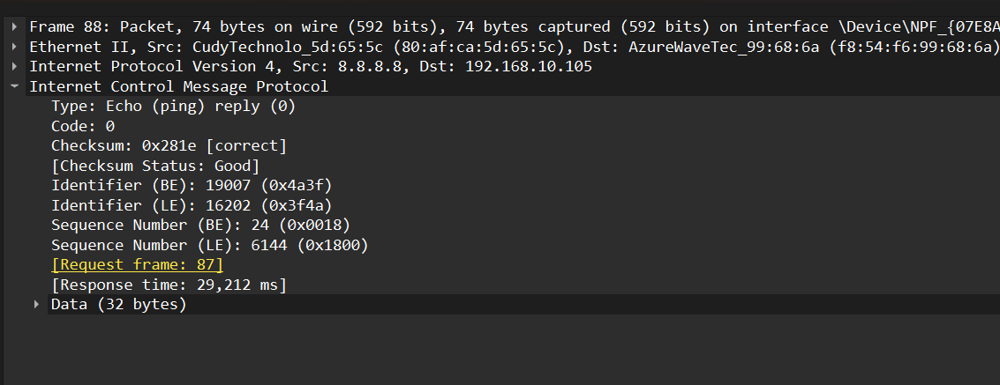 Frame 88: Packet, 74 bytes on wire (592 bits), 74 bytes captured (592 bits) on interface \Device\NPF_{07E8A
Ethernet II, Src: CudyTechnolo_5d:65:5c (80:af:ca:5d:65:5c), Dst: AzureWaveTec_99:68:6a (f8:54:f6:99:68:6a)
Internet Protocol Version 4, Src: 8.8.8.8, Dst: 192.168.10.105
Internet Control Message Protocol
Type: Echo (ping) reply (0)
Code: 0
Checksum: 0x281e [correct]
[Checksum Status: Good]
Identifier (BE): 19007 (0x4a3f)
Identifier (LE): 16202 (0x3f4a)
Sequence Number (BE): 24 (0x0018)
Sequence Number (LE): 6144 (0x1800)
[Request frame: 87]
[Response time: 29,212 ms]
Data (32 bytes)